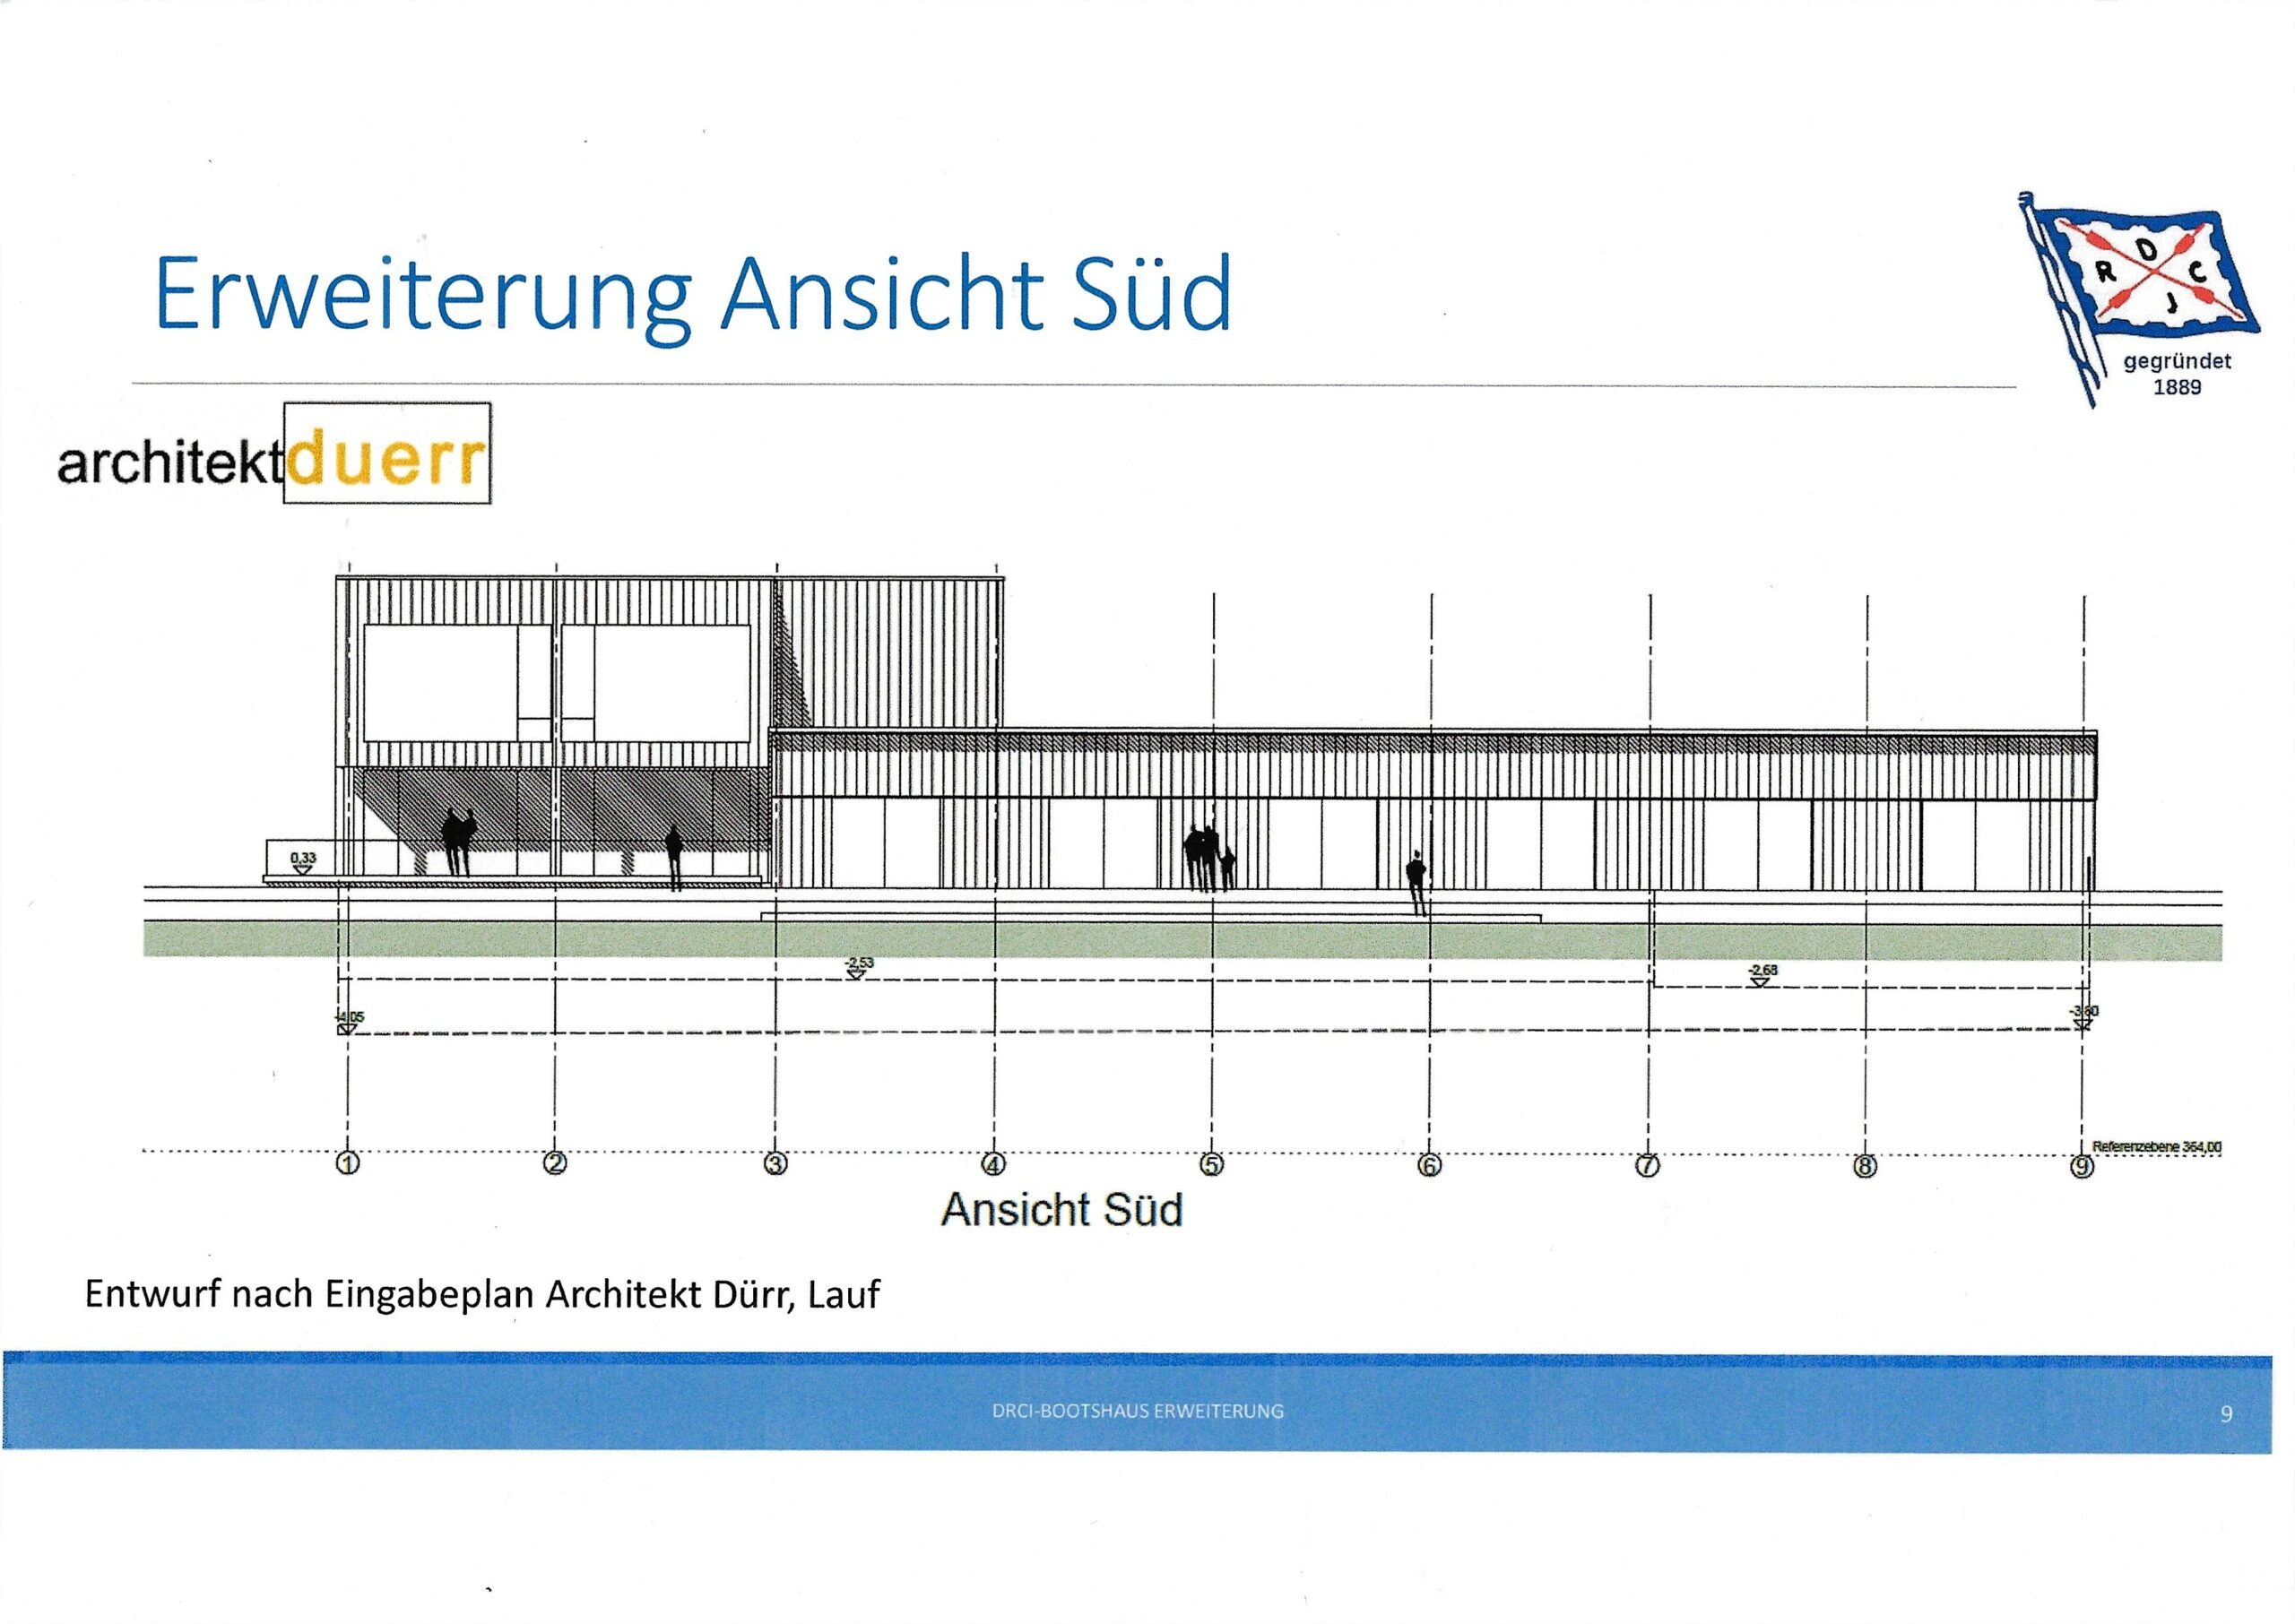 Erweiterung Ansicht Süd
R D C J
gegründet
1889
architektduerr
0,33
-2,53
-2,68
-4,05
-3,80
Referenzebene 364,00
1 2 3 4 5 6 7 8 9
Ansicht Süd
Entwurf nach Eingabeplan Architekt Dürr, Lauf
DRCI-BOOTSHAUS ERWEITERUNG
9